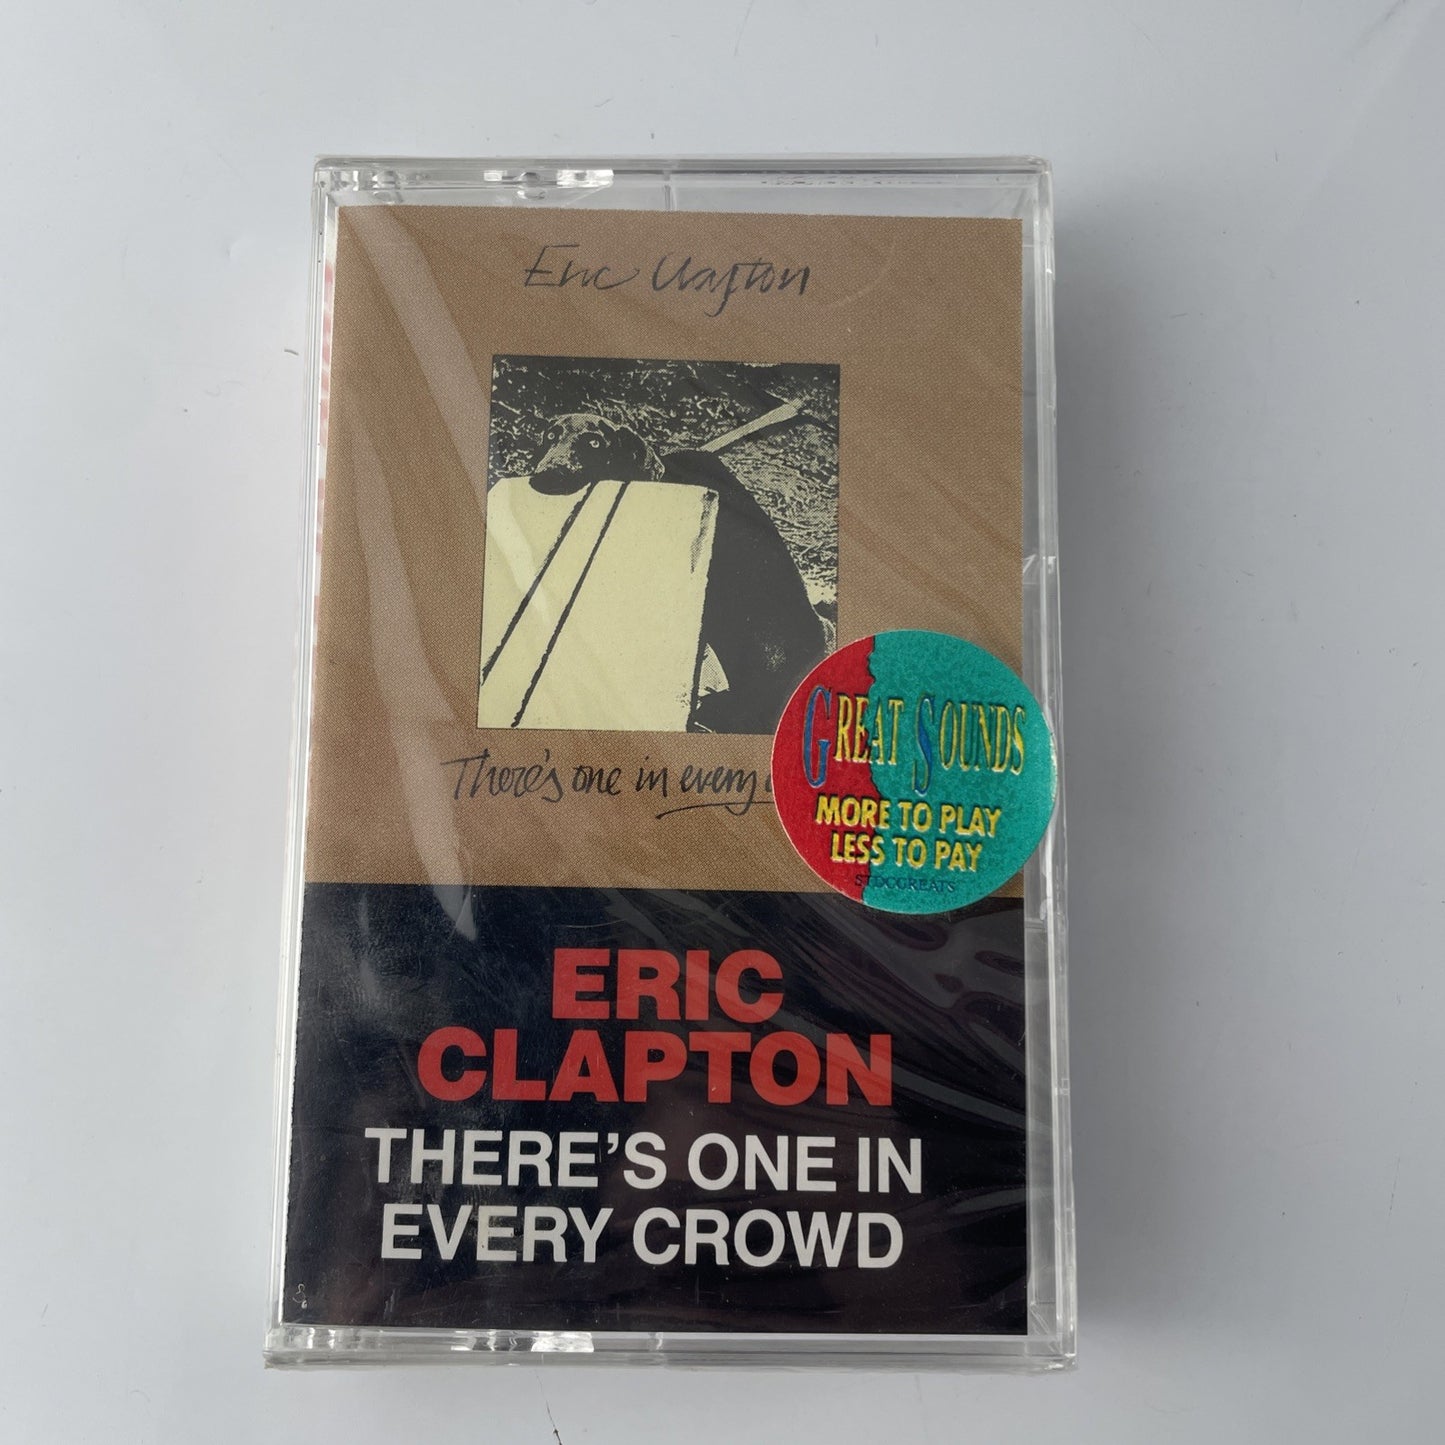 Eric Clapton
There's one in every
GREAT SOUNDS
MORE TO PLAY
LESS TO PAY
STDCGREATS
ERIC
CLAPTON
THERE'S ONE IN
EVERY CROWD